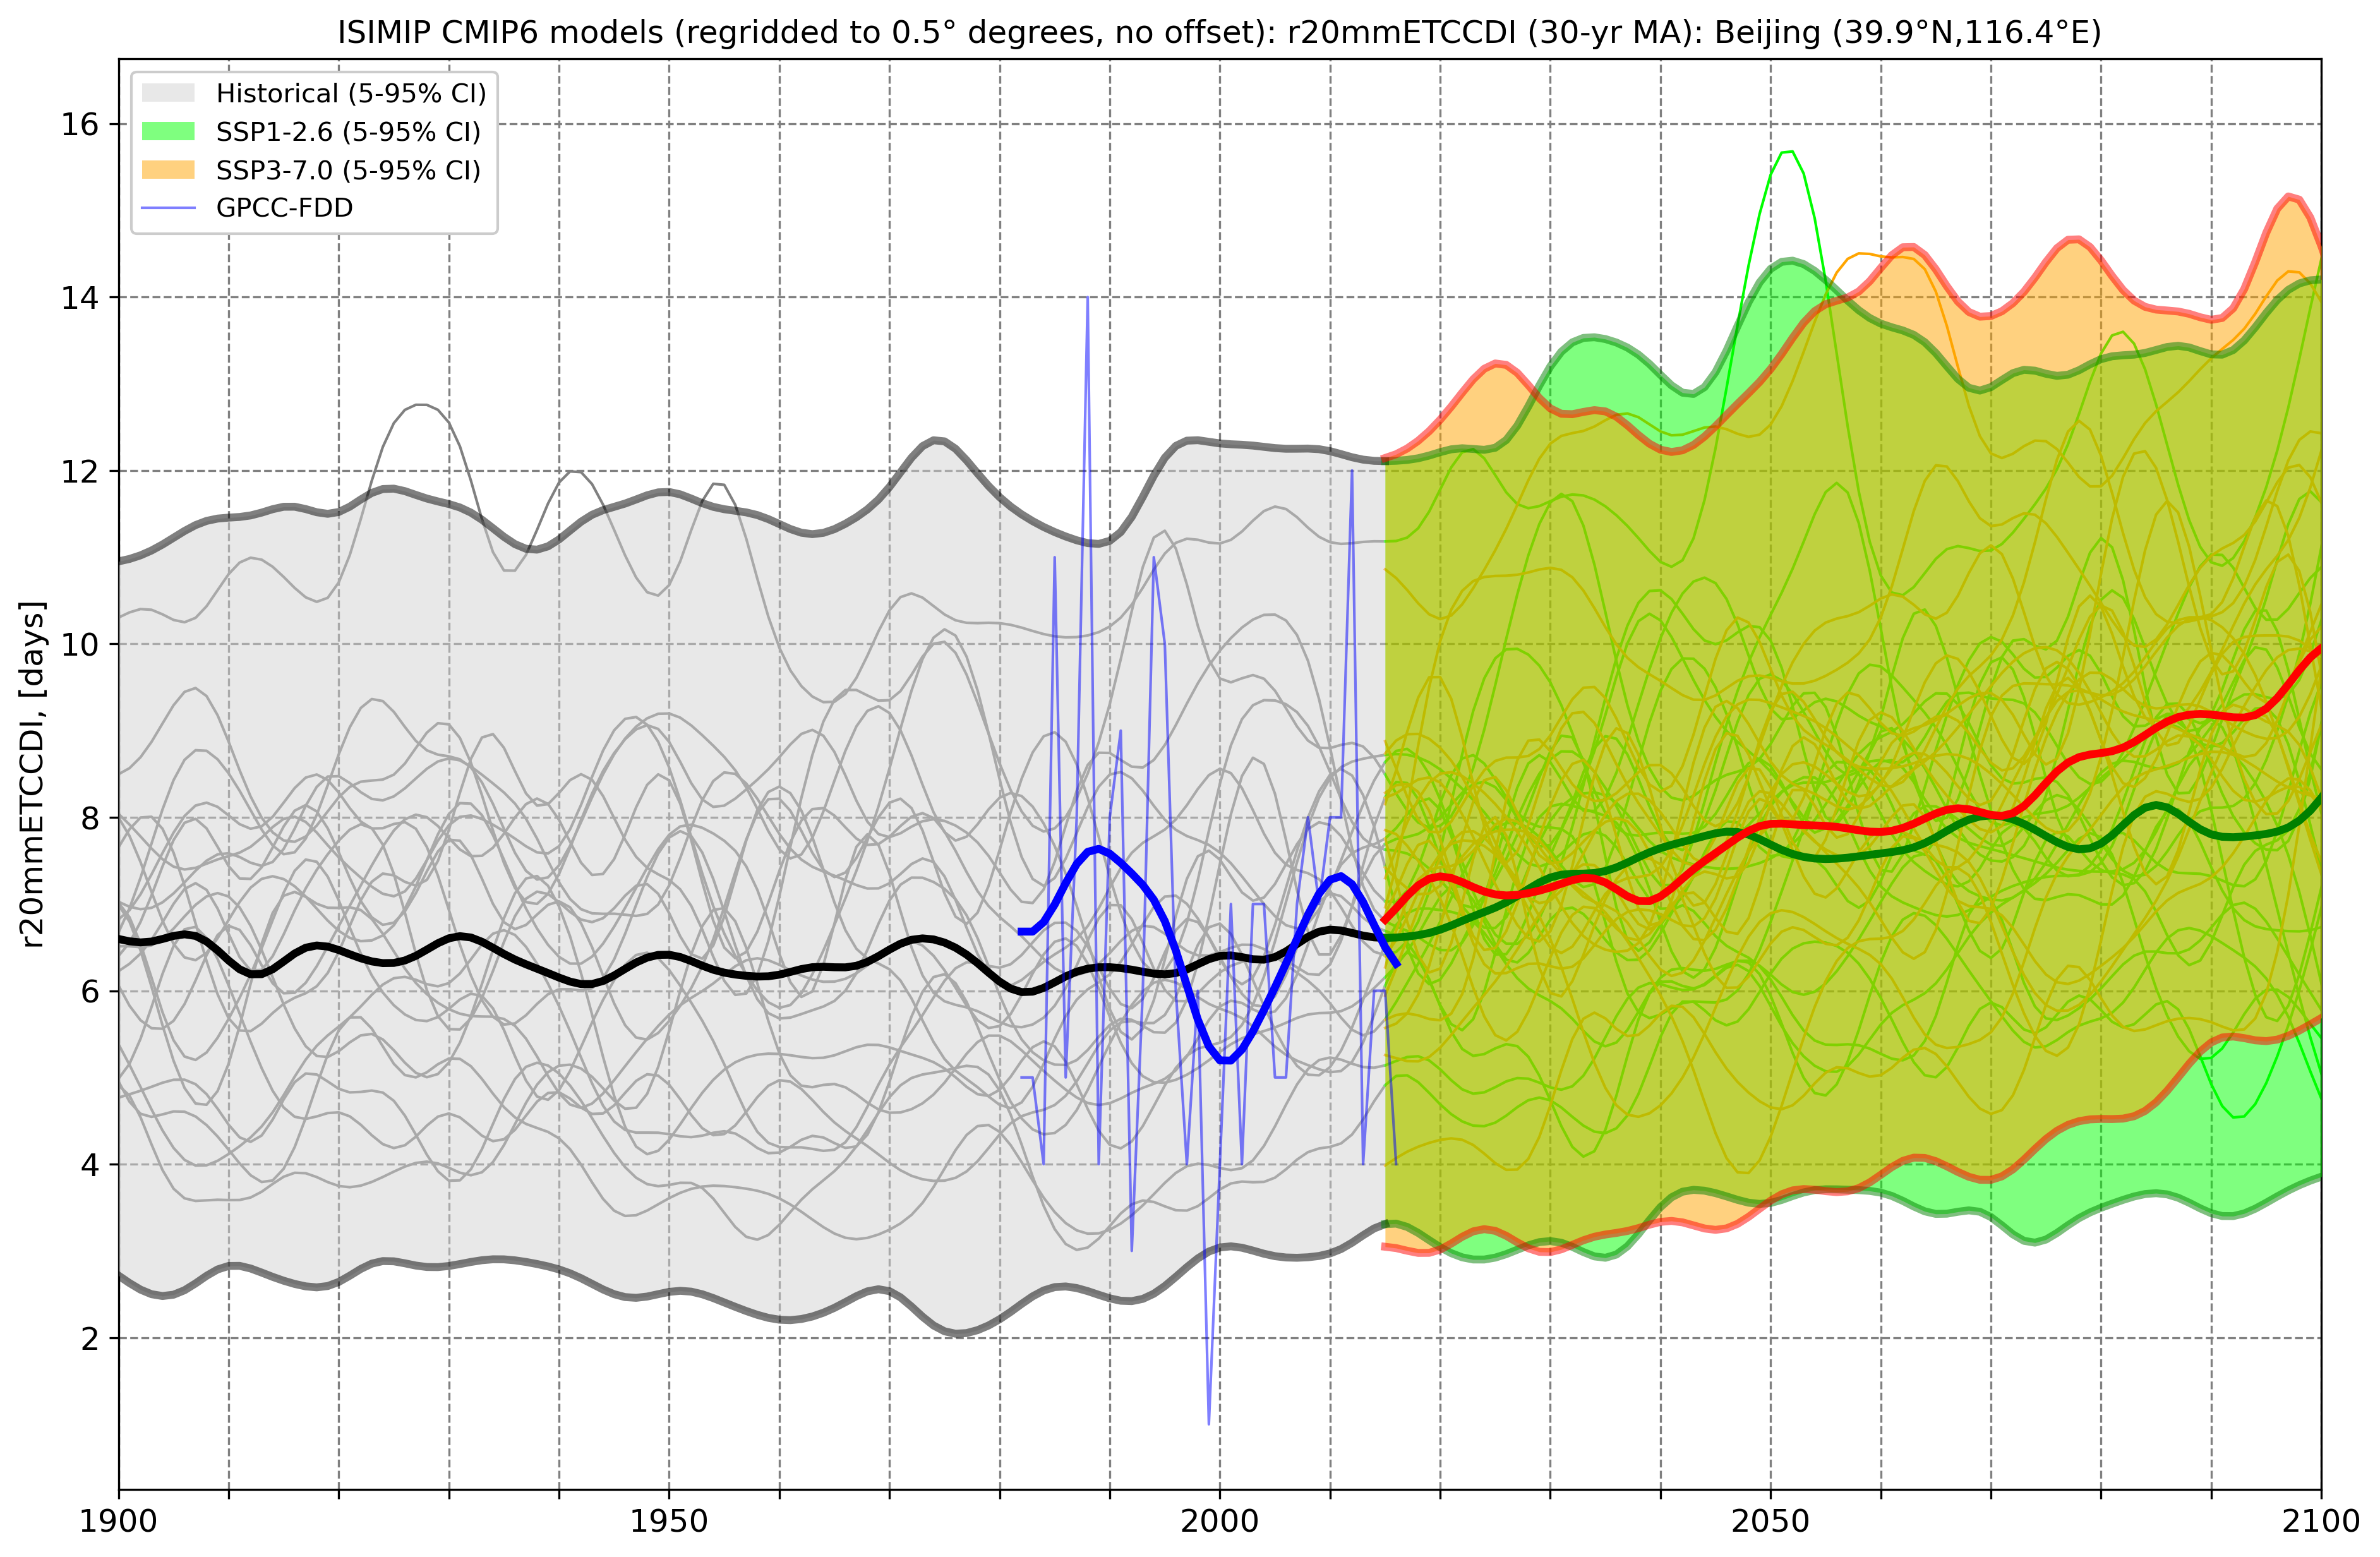 ISIMIP CMIP6 models (regridded to 0.5° degrees, no offset): r20mmETCCDI (30-yr MA): Beijing (39.9°N,116.4°E)
Historical (5-95% CI)
SSP1-2.6 (5-95% CI)
SSP3-7.0 (5-95% CI)
GPCC-FDD
r20mmETCCDI, [days]
16
14
12
10
8
6
4
2
1900 1950 2000 2050 2100